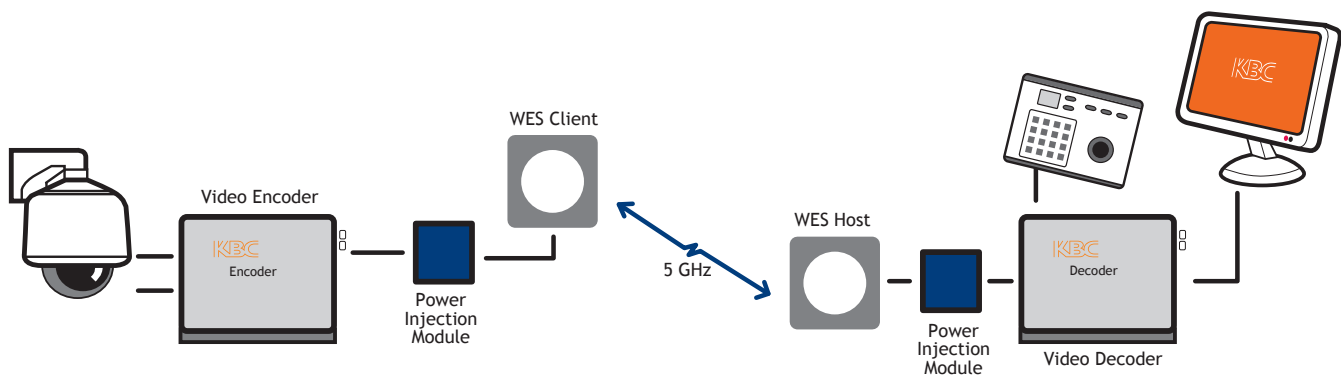 WES Client
Video Encoder
KBC
Encoder
Power
Injection
Module
5 GHz
WES Host
Power
Injection
Module
KBC
Decoder
Video Decoder
KBC